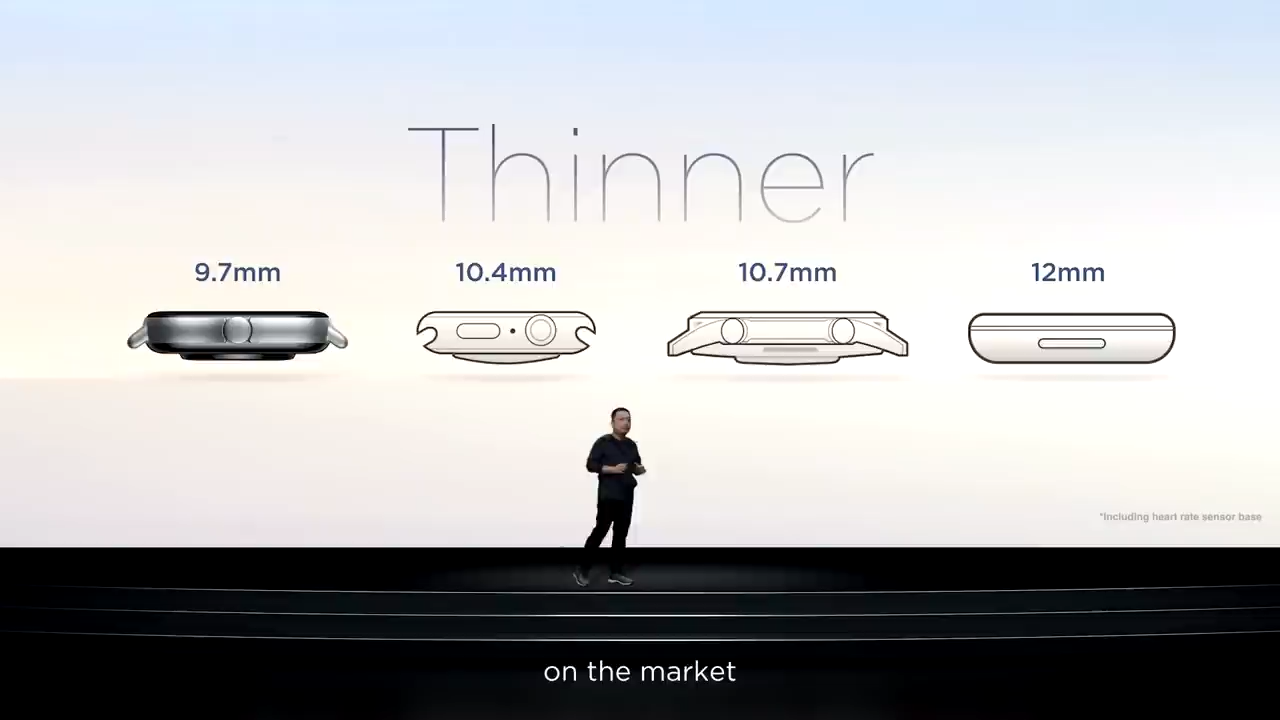 Thinner
9.7mm 10.4mm 10.7mm 12mm
*Including heart rate sensor base
on the market